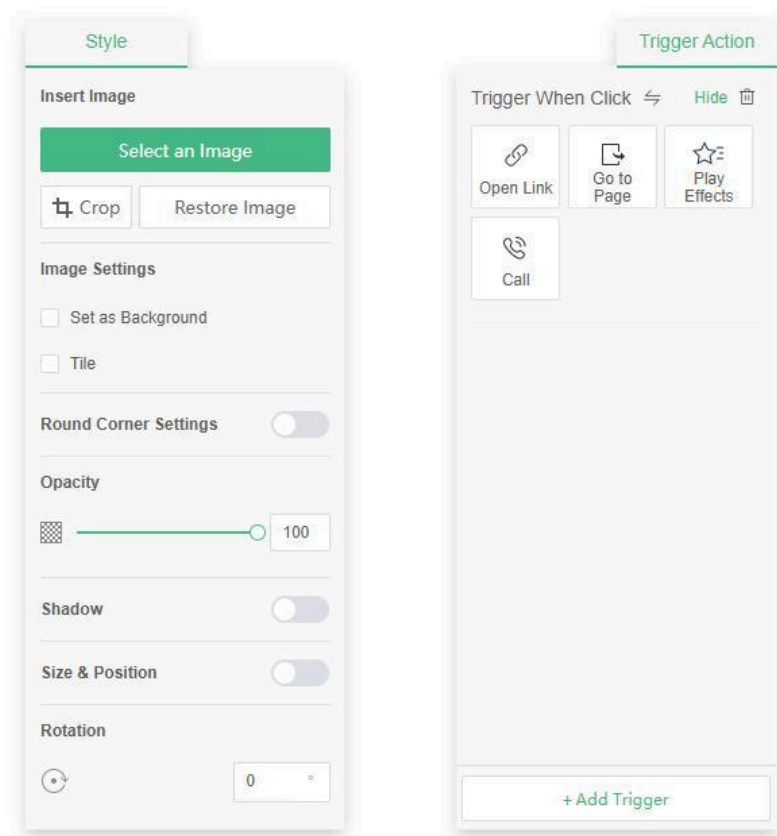 Style
Insert Image
Select an Image
Crop
Restore Image
Image Settings
Set as Background
Tile
Round Corner Settings
Opacity
100
Shadow
Size & Position
Rotation
0 °
Trigger Action
Trigger When Click
Hide
Open Link
Go to
Page
Play
Effects
Call
+ Add Trigger